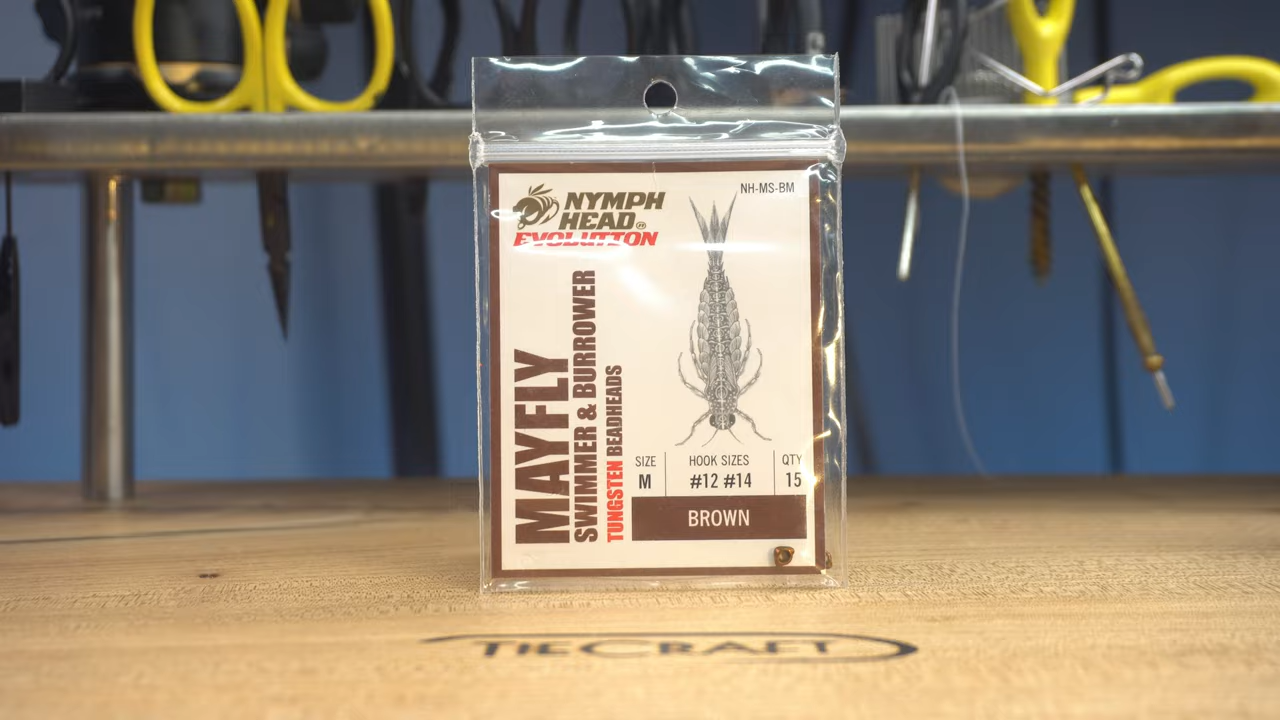 NH-MS-BM
NYMPH
HEAD®
EVOLUTION
MAYFLY
SWIMMER & BURROWER
TUNGSTEN BEADHEADS
SIZE
M
HOOK SIZES
#12 #14
QTY
15
BROWN
TIECRAFT